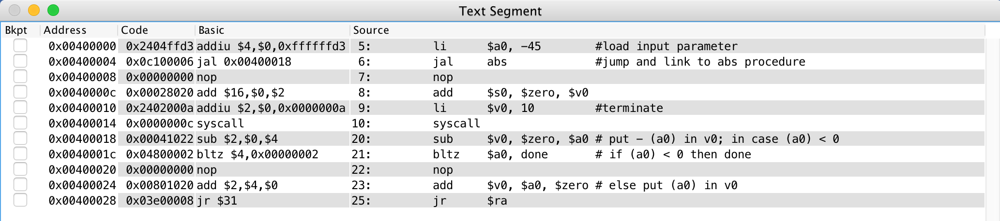 Text Segment
Bkpt Address Code Basic Source
0x00400000 0x2404ffd3 addiu $4,$0,0xffffffd3 5: li $a0, -45 #load input parameter
0x00400004 0x0c100006 jal 0x00400018 6: jal abs #jump and link to abs procedure
0x00400008 0x00000000 nop 7: nop
0x0040000c 0x00028020 add $16,$0,$2 8: add $s0, $zero, $v0
0x00400010 0x2402000a addiu $2,$0,0x0000000a 9: li $v0, 10 #terminate
0x00400014 0x0000000c syscall 10: syscall
0x00400018 0x00041022 sub $2,$0,$4 20: sub $v0, $zero, $a0 # put - (a0) in v0; in case (a0) < 0
0x0040001c 0x04800002 bltz $4,0x00000002 21: bltz $a0, done # if (a0) < 0 then done
0x00400020 0x00000000 nop 22: nop
0x00400024 0x00801020 add $2,$4,$0 23: add $v0, $a0, $zero # else put (a0) in v0
0x00400028 0x03e00008 jr $31 25: jr $ra